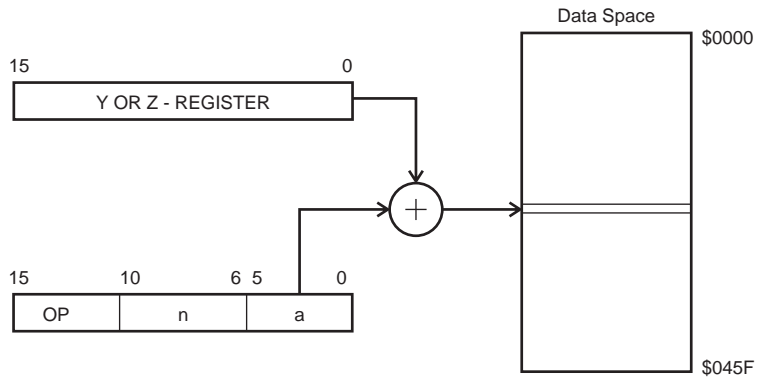 Data Space
$0000
15 0
Y OR Z - REGISTER
15 10 6 5 0
OP n a
$045F